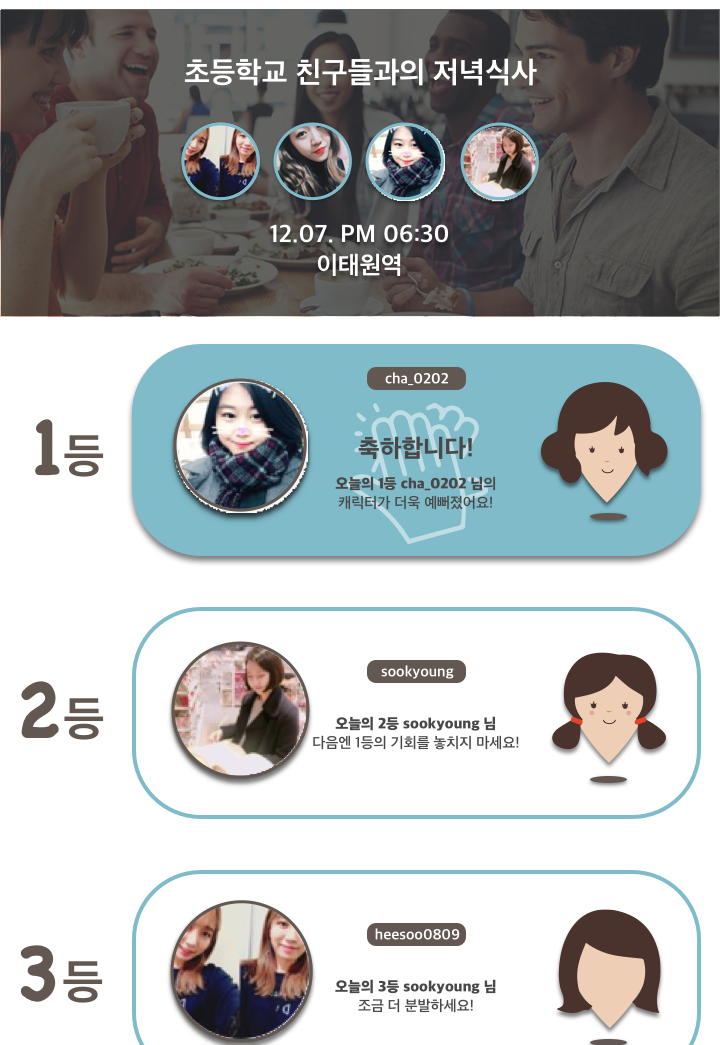 초등학교 친구들과의 저녁식사
12.07. PM 06:30
이태원역
1등
cha_0202
축하합니다!
오늘의 1등 cha_0202 님의
캐릭터가 더욱 예뻐졌어요!
2등
sookyoung
오늘의 2등 sookyoung 님
다음엔 1등의 기회를 놓치지 마세요!
3등
heesoo0809
오늘의 3등 sookyoung 님
조금 더 분발하세요!